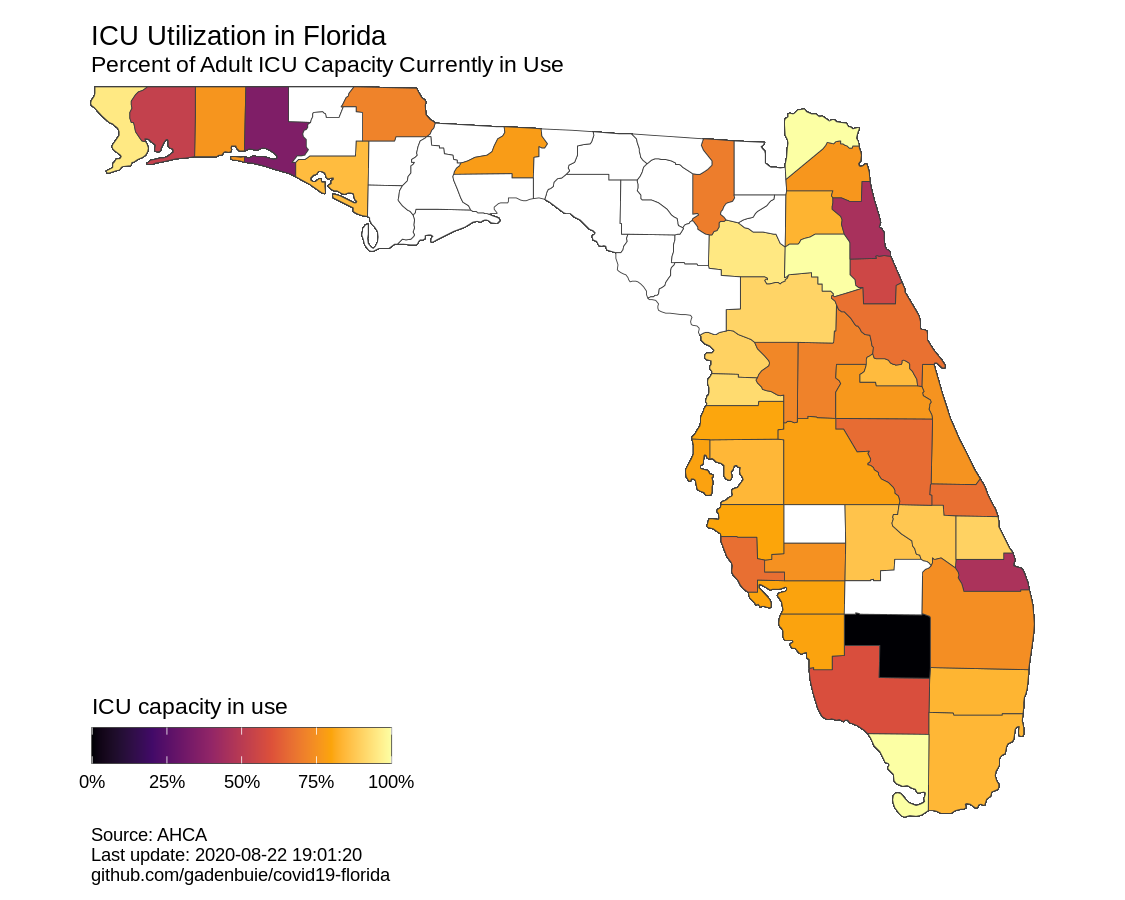 ICU Utilization in Florida
Percent of Adult ICU Capacity Currently in Use
ICU capacity in use
0% 25% 50% 75% 100%
Source: AHCA
Last update: 2020-08-22 19:01:20
github.com/gadenbuie/covid19-florida